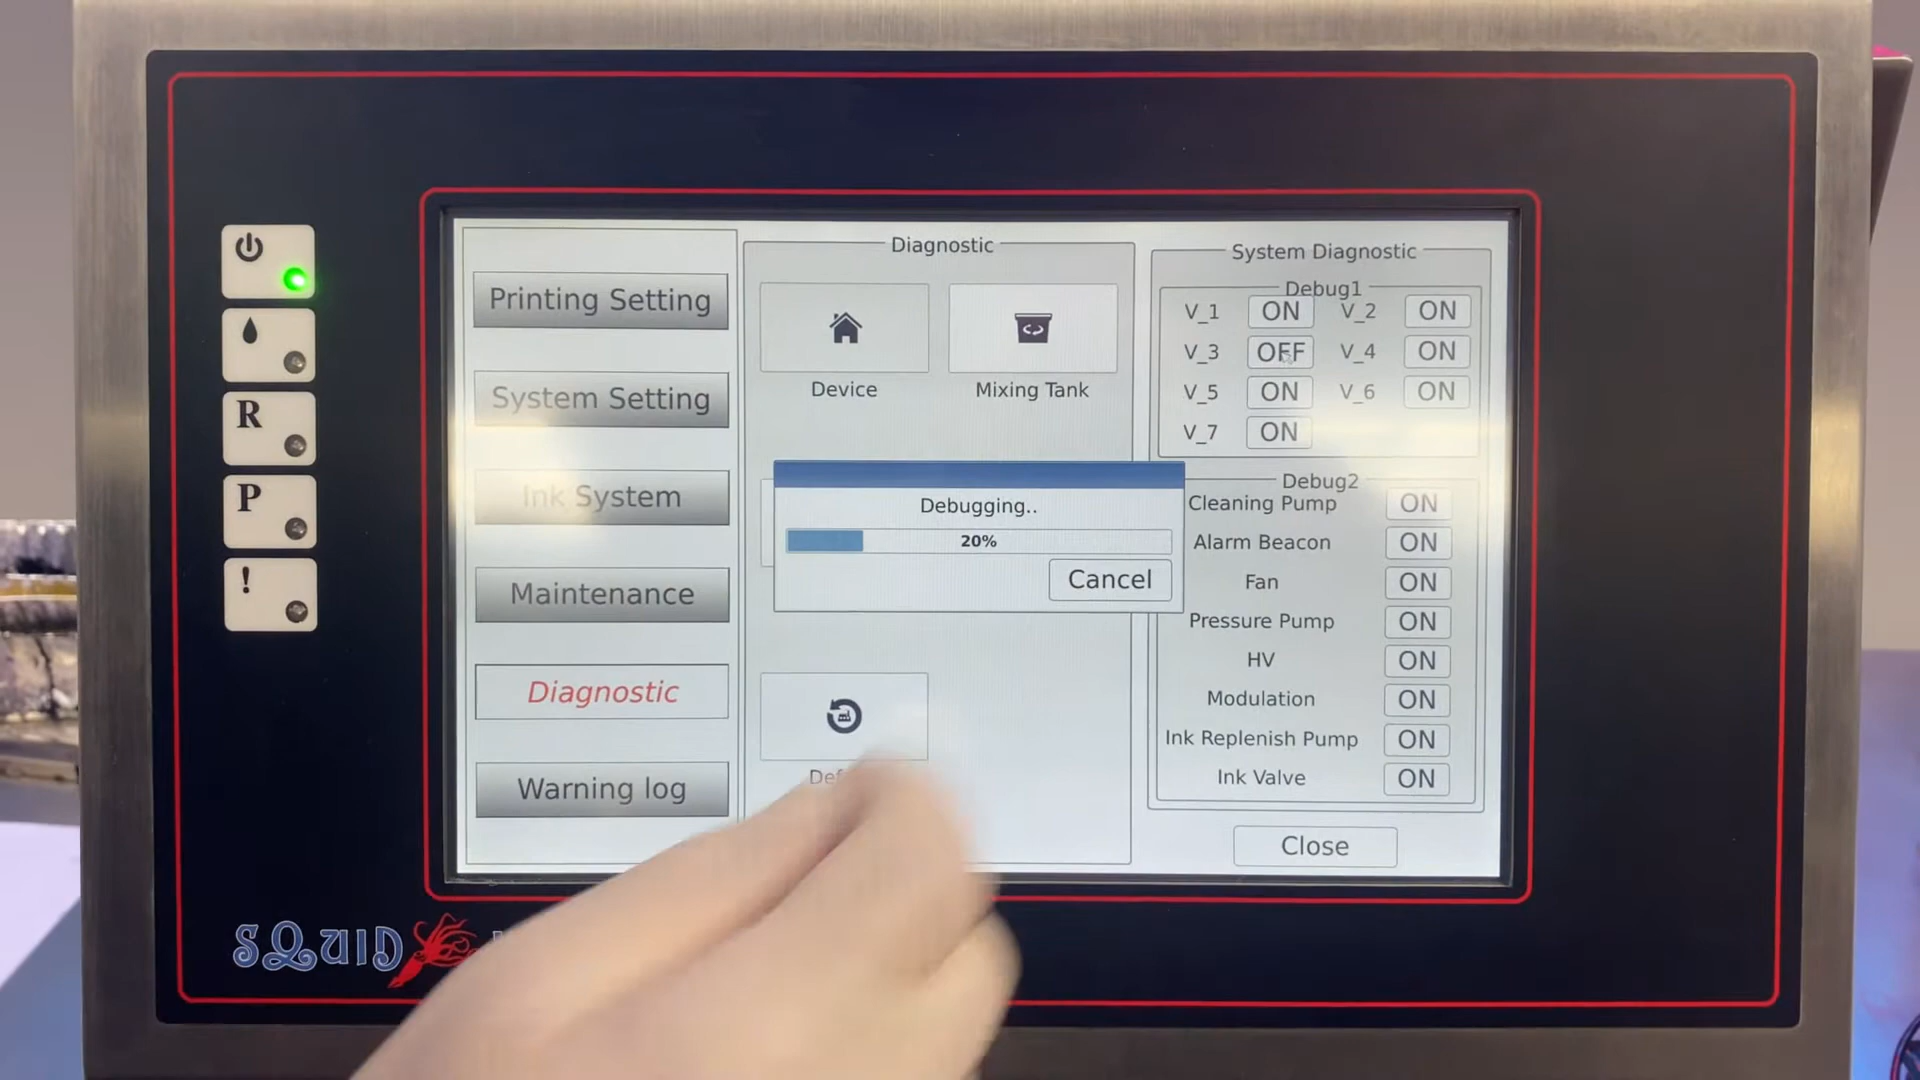 R
P
!
SQUID
Printing Setting
System Setting
Ink System
Maintenance
Diagnostic
Warning log
Diagnostic
Device
Mixing Tank
Debugging..
20%
Cancel
System Diagnostic
Debug1
V_1 ON V_2 ON
V_3 OFF V_4 ON
V_5 ON V_6 ON
V_7 ON
Debug2
Cleaning Pump ON
Alarm Beacon ON
Fan ON
Pressure Pump ON
HV ON
Modulation ON
Ink Replenish Pump ON
Ink Valve ON
Close